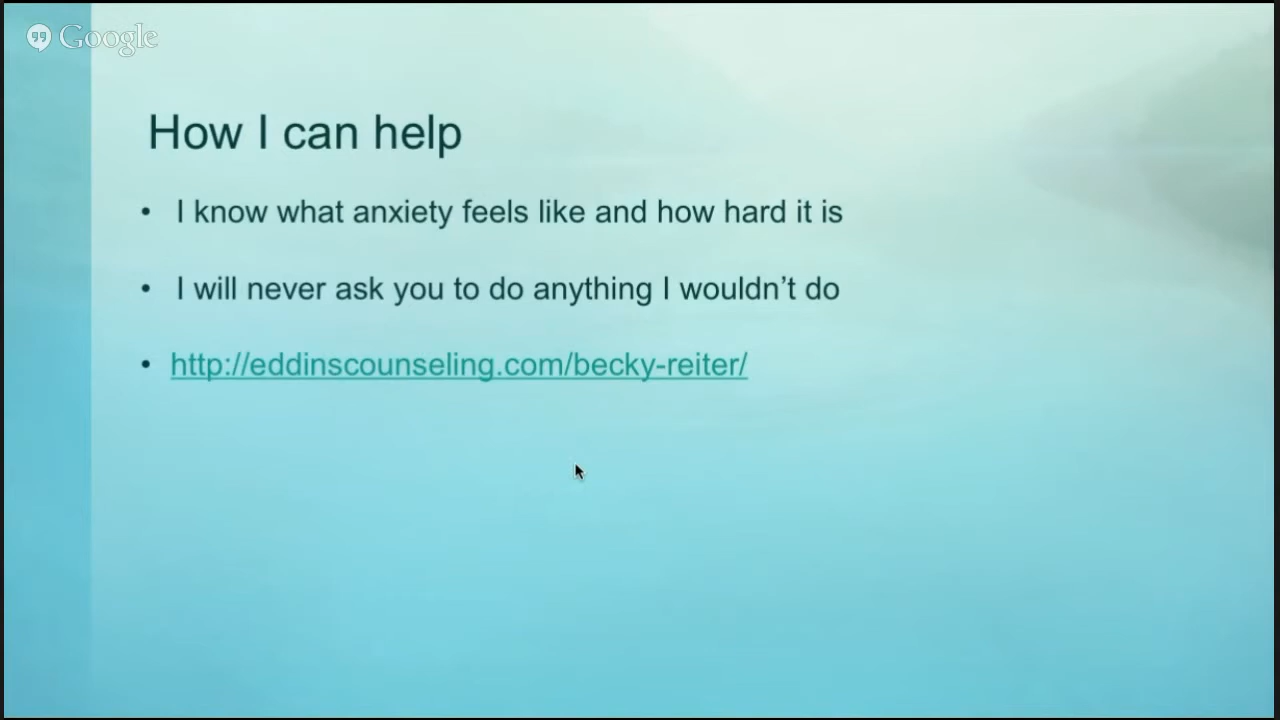 Google
How I can help
• I know what anxiety feels like and how hard it is
• I will never ask you to do anything I wouldn’t do
• http://eddinscounseling.com/becky-reiter/